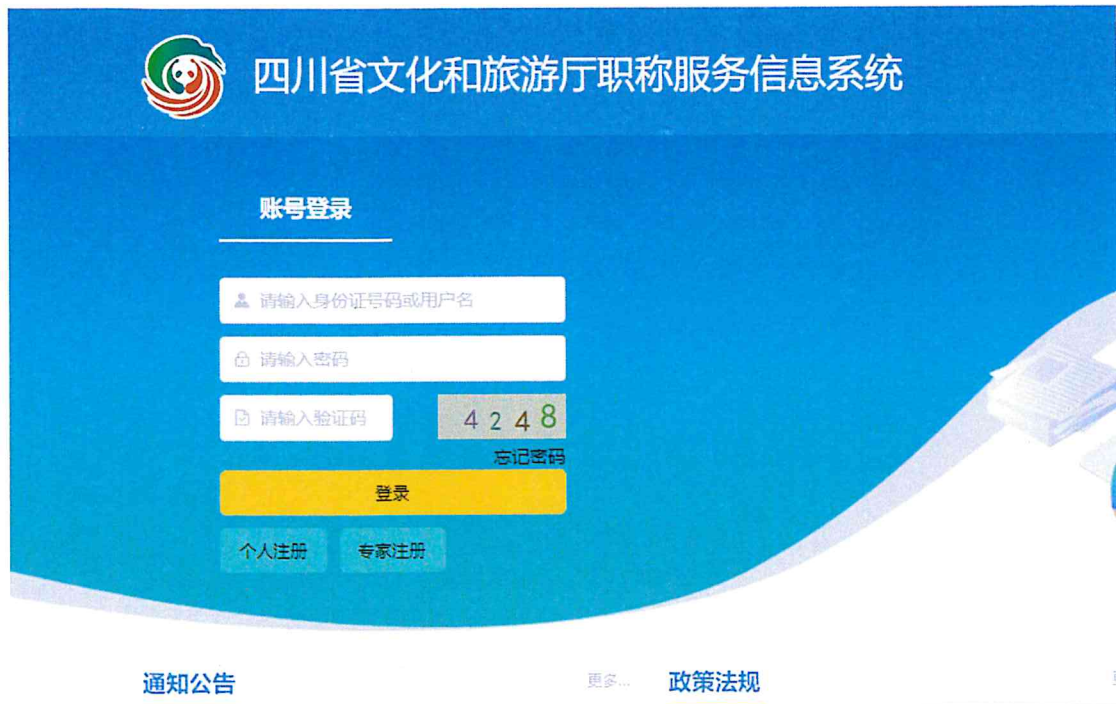 四川省文化和旅游厅职称服务信息系统
账号登录
请输入身份证号码或用户名
请输入密码
请输入验证码
4248
忘记密码
登录
个人注册 专家注册
通知公告 更多... 政策法规